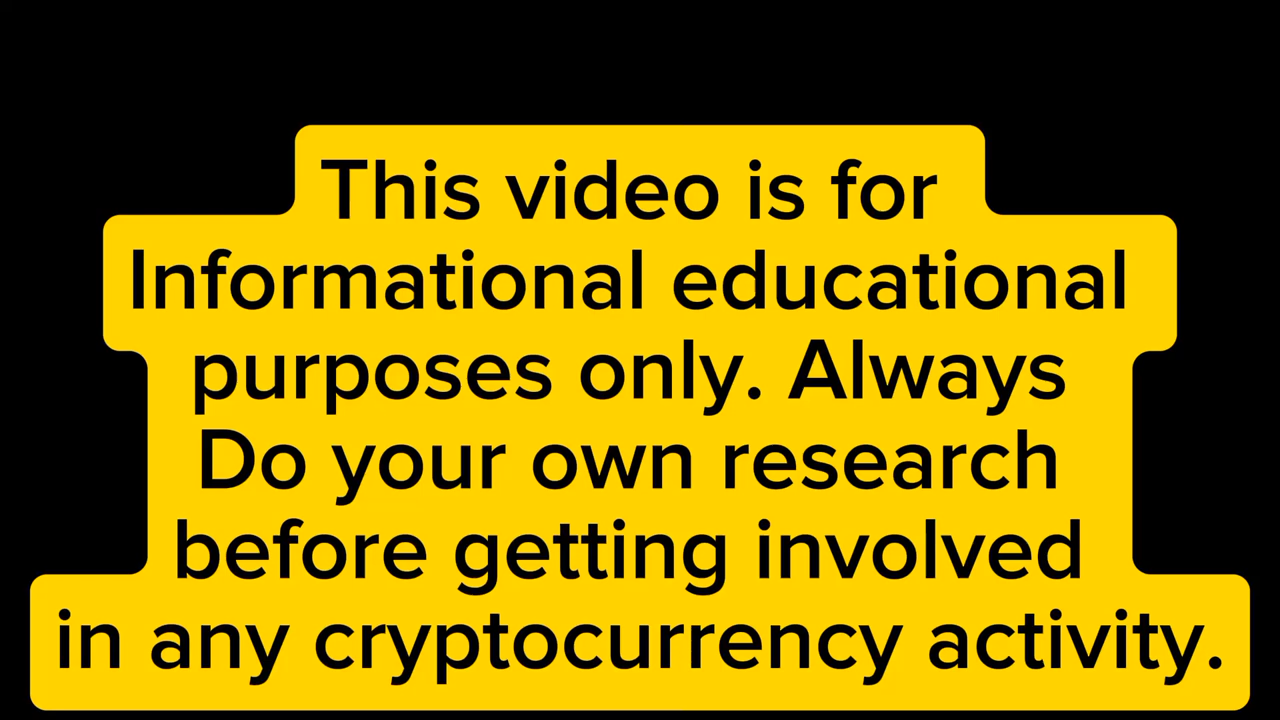 This video is for
Informational educational
purposes only. Always
Do your own research
before getting involved
in any cryptocurrency activity.